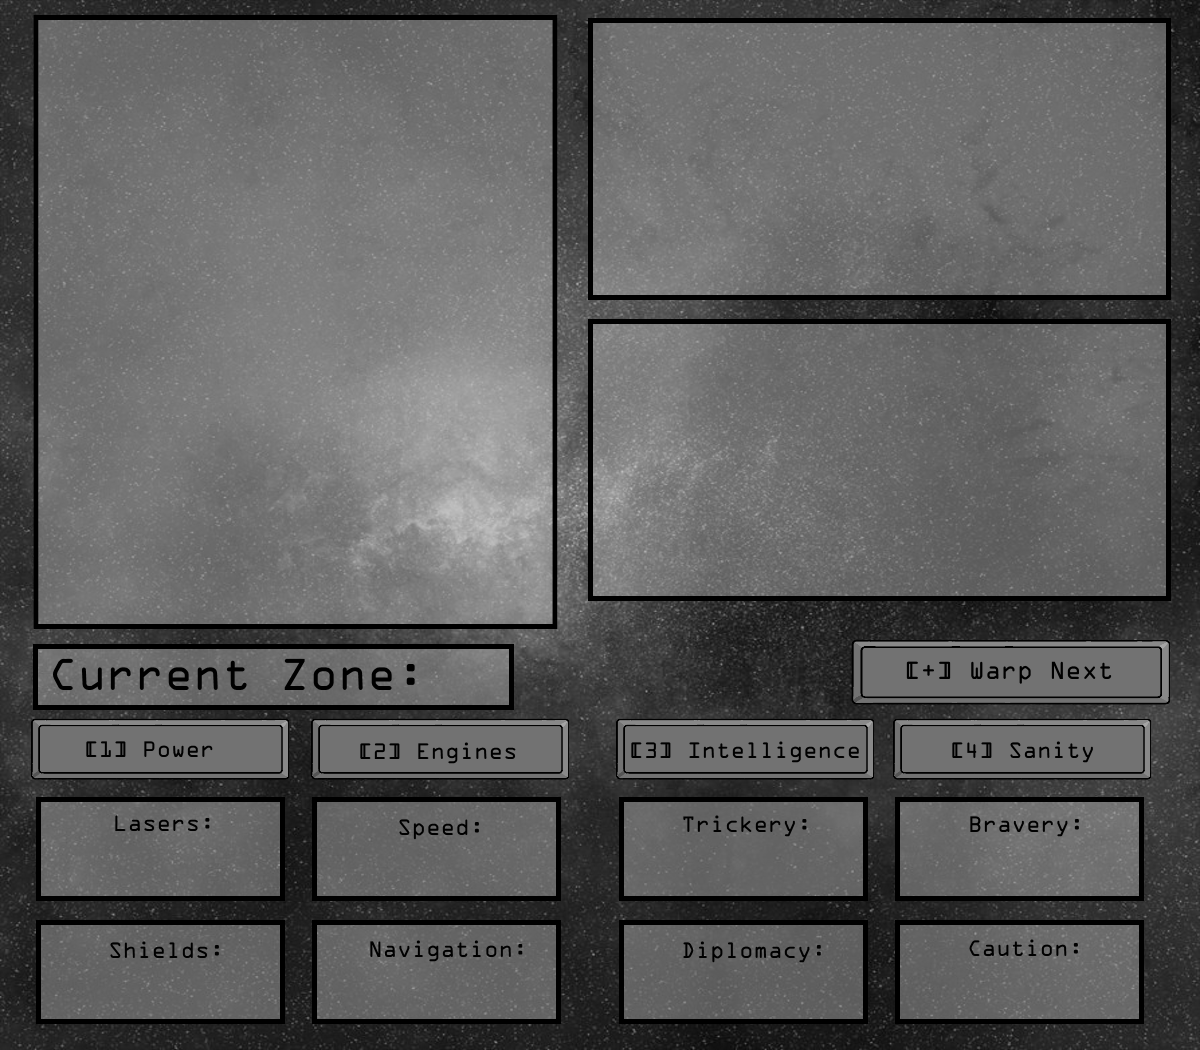 Current Zone:
[+] Warp Next
[1] Power
[2] Engines
[3] Intelligence
[4] Sanity
Lasers:
Speed:
Trickery:
Bravery:
Shields:
Navigation:
Diplomacy:
Caution: